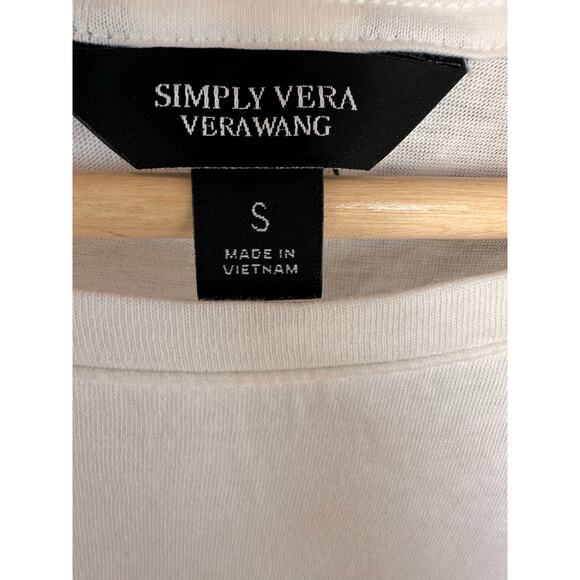 SIMPLY VERA
VERAWANG
S
MADE IN
VIETNAM